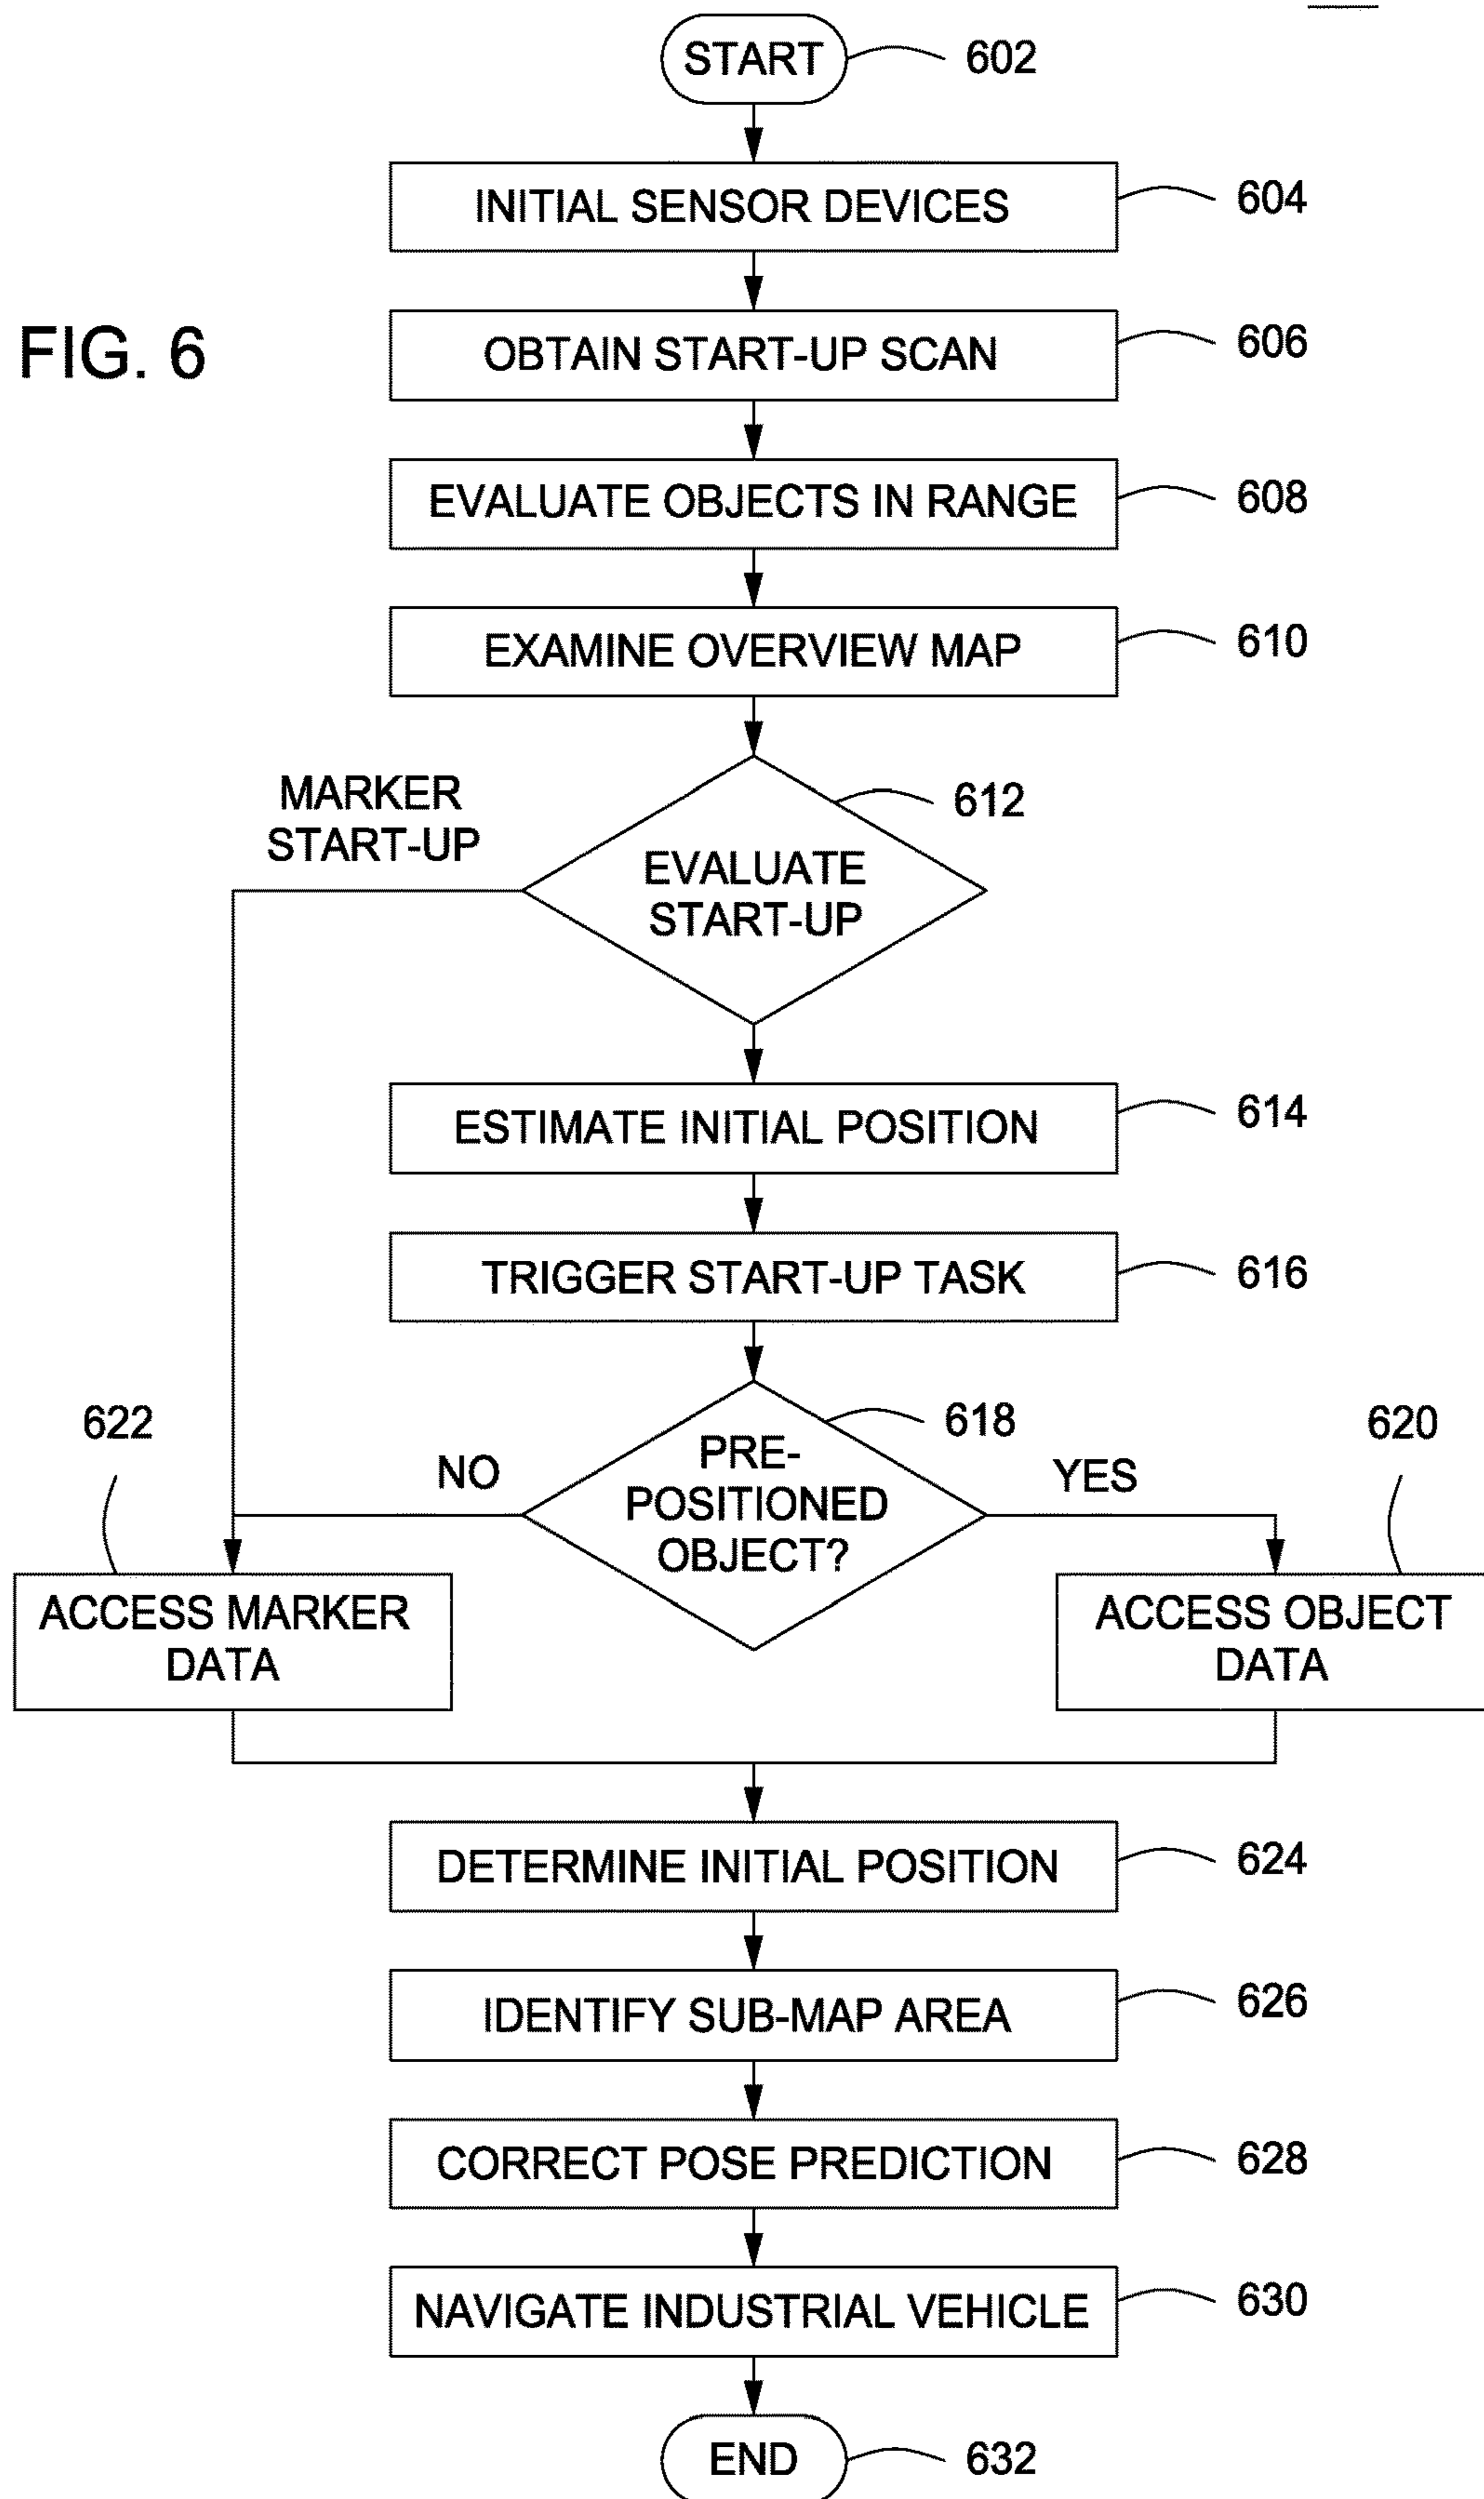 START
602
INITIAL SENSOR DEVICES
604
FIG. 6
OBTAIN START-UP SCAN
606
EVALUATE OBJECTS IN RANGE
608
EXAMINE OVERVIEW MAP
610
MARKER
START-UP
612
EVALUATE
START-UP
ESTIMATE INITIAL POSITION
614
TRIGGER START-UP TASK
616
622
618
620
NO
PRE-
POSITIONED
OBJECT?
YES
ACCESS MARKER
DATA
ACCESS OBJECT
DATA
DETERMINE INITIAL POSITION
624
IDENTIFY SUB-MAP AREA
626
CORRECT POSE PREDICTION
628
NAVIGATE INDUSTRIAL VEHICLE
630
END
632